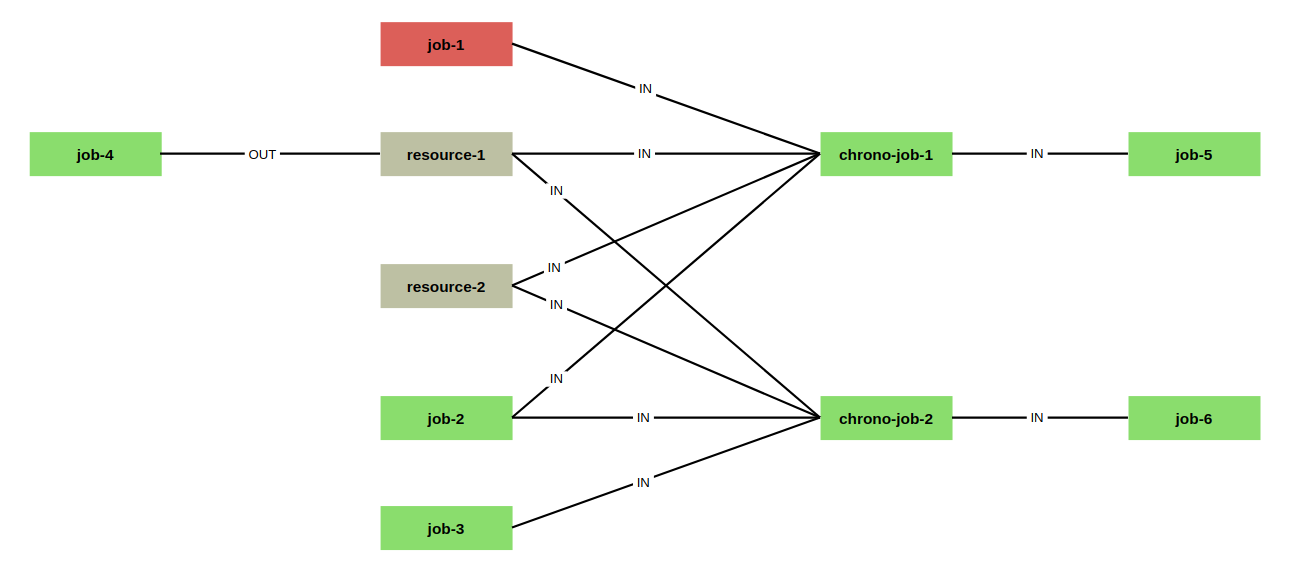 job-1
IN
job-4
OUT
resource-1
IN
chrono-job-1
IN
job-5
IN
IN
resource-2
IN
IN
job-2
IN
chrono-job-2
IN
job-6
IN
job-3